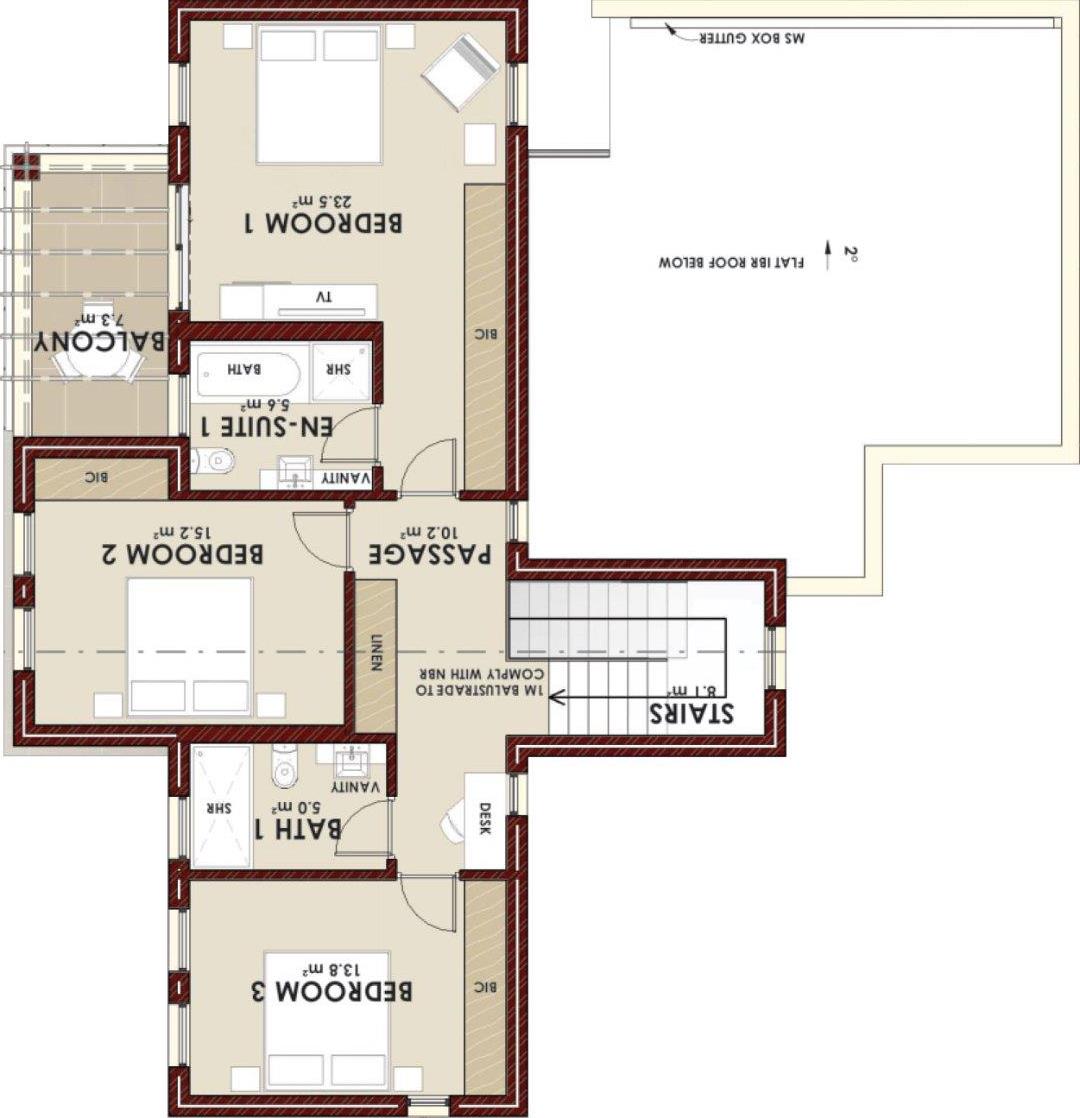 BEDROOM 3
13.8 m²
BIC
BATH 1
5.0 m²
SHR
VANITY
DESK
STAIRS
8.1 m²
1M BALUSTRADE TO
COMPLY WITH NBR
LINEN
BEDROOM 2
15.2 m²
PASSAGE
10.2 m²
BIC
VANITY
EN-SUITE 1
5.6 m²
SHR
BATH
BALCONY
7.3 m²
BIC
TV
BEDROOM 1
23.5 m²
FLAT IBR ROOF BELOW
2°
MS BOX GUTTER